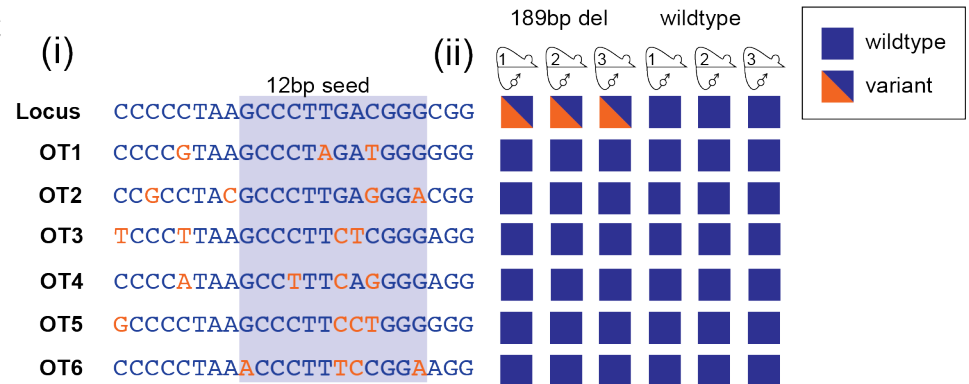 (i)
12bp seed
Locus CCCCCTAAGCCCTTGACGGGCGG
OT1 CCCCGTAAGCCCTAGATGGGGGG
OT2 CCGCCTACGCCCTTGAGGGACGG
OT3 TCCCTTAAGCCCTTCTCGGGAGG
OT4 CCCCATAAGCCTTTCAGGGGAGG
OT5 GCCCCTAAGCCCTTCCTGGGGGG
OT6 CCCCCTAAACCCTTTCCGGAAGG
(ii)
189bp del wildtype
1 2 3 1 2 3
♂ ♂ ♂ ♂ ♂ ♂
wildtype
variant